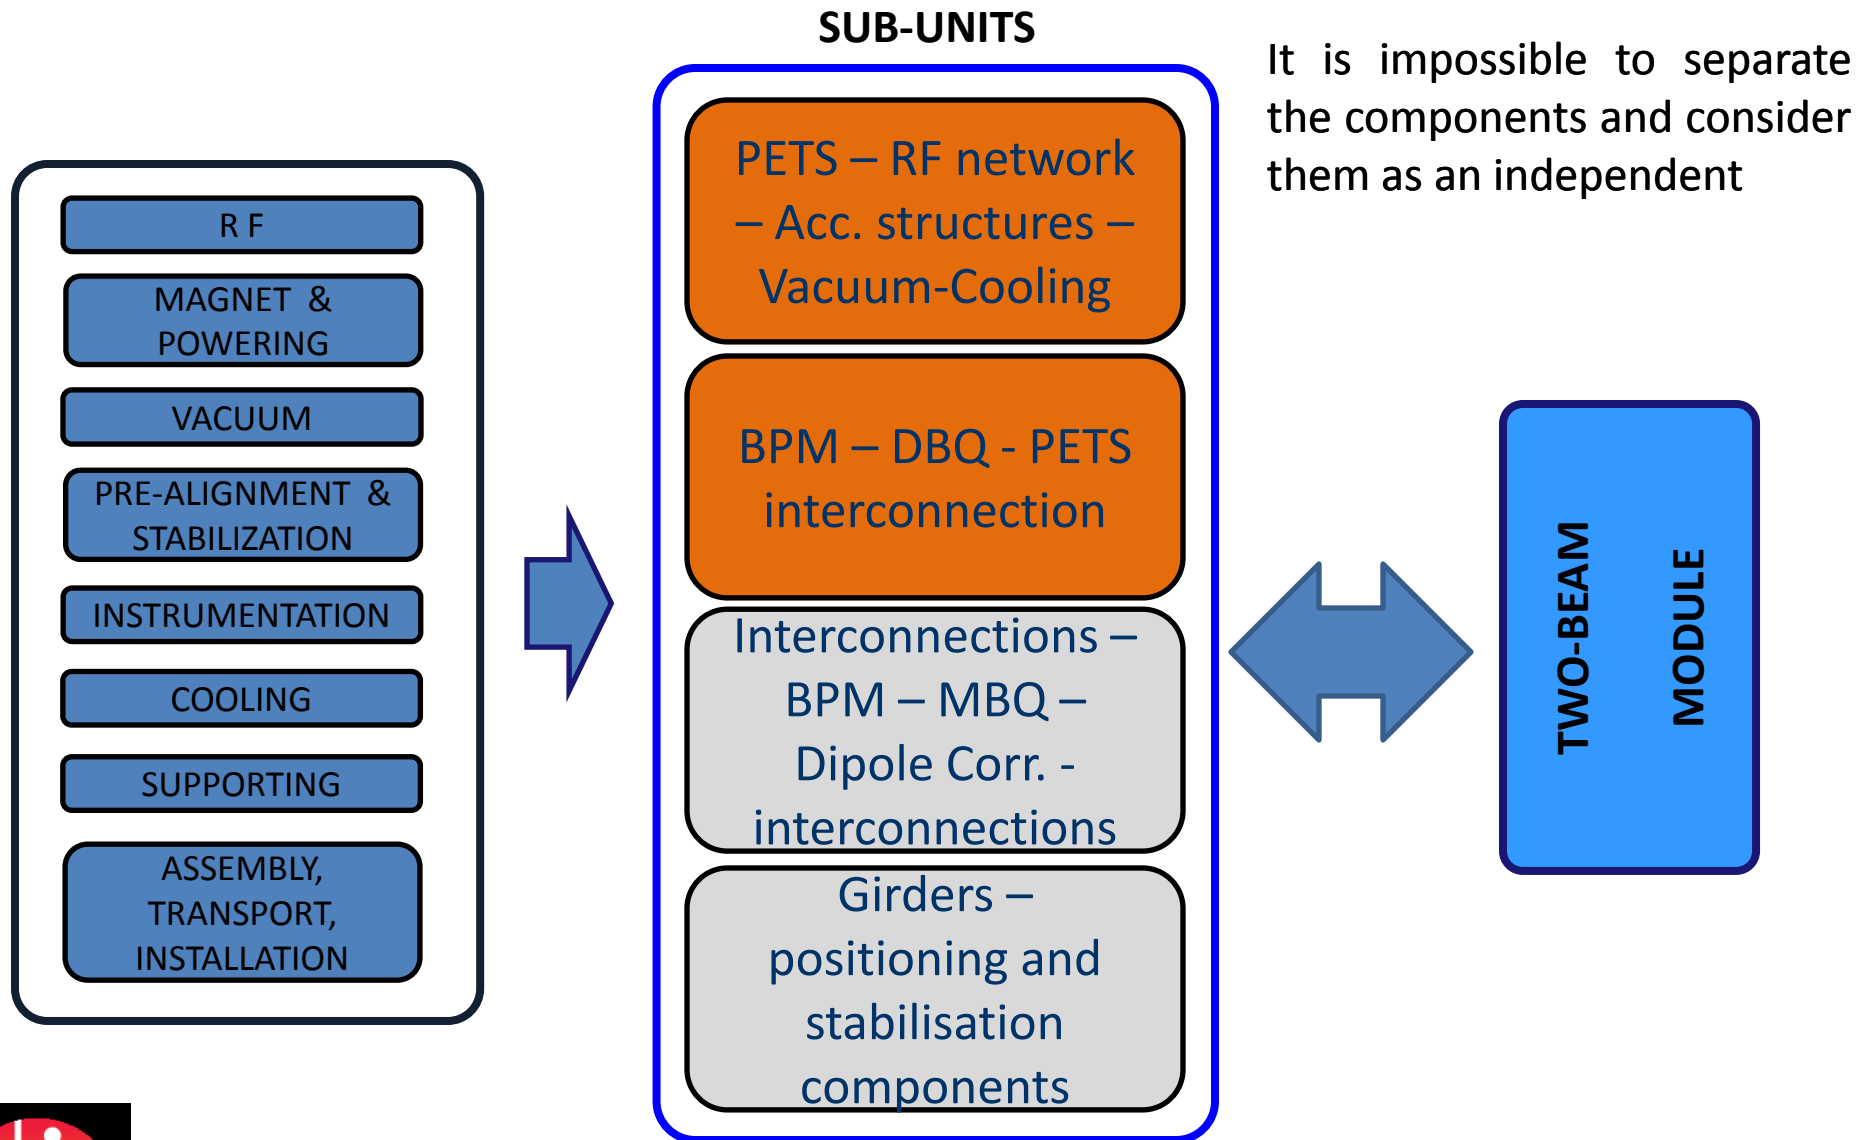 SUB-UNITS
It is impossible to separate
the components and consider
them as an independent
R F
MAGNET &
POWERING
VACUUM
PRE-ALIGNMENT &
STABILIZATION
INSTRUMENTATION
COOLING
SUPPORTING
ASSEMBLY,
TRANSPORT,
INSTALLATION
PETS – RF network
– Acc. structures –
Vacuum-Cooling
BPM – DBQ - PETS
interconnection
Interconnections –
BPM – MBQ –
Dipole Corr. -
interconnections
Girders –
positioning and
stabilisation
components
TWO-BEAM
MODULE